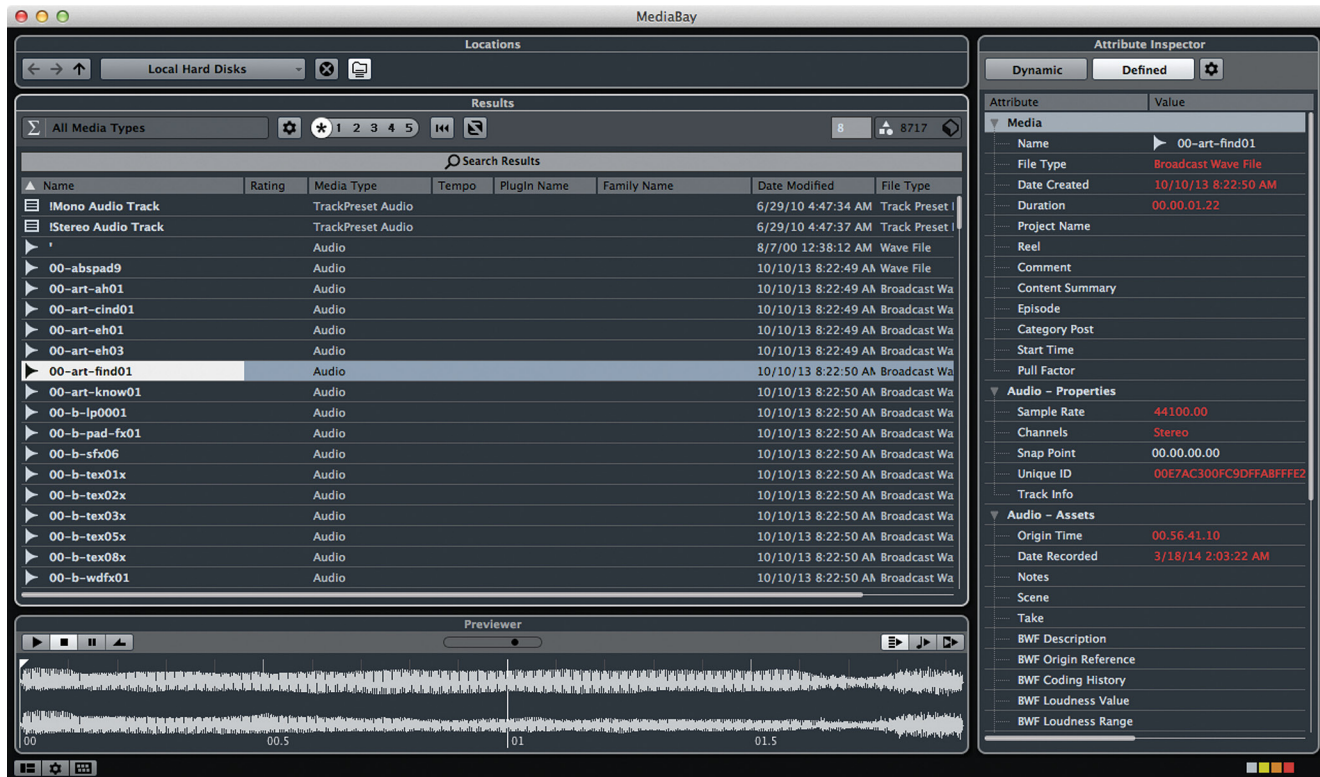 MediaBay
Locations
Local Hard Disks
Results
All Media Types
1 2 3 4 5
8
8717
Search Results
Name Rating Media Type Tempo PlugIn Name Family Name Date Modified File Type
!Mono Audio Track TrackPreset Audio 6/29/10 4:47:34 AM Track Preset
!Stereo Audio Track TrackPreset Audio 6/29/10 4:47:37 AM Track Preset
' Audio 8/7/00 12:38:12 AM Wave File
00-abspad9 Audio 10/10/13 8:22:49 AM Wave File
00-art-ah01 Audio 10/10/13 8:22:49 AM Broadcast Wa
00-art-cind01 Audio 10/10/13 8:22:49 AM Broadcast Wa
00-art-eh01 Audio 10/10/13 8:22:49 AM Broadcast Wa
00-art-eh03 Audio 10/10/13 8:22:49 AM Broadcast Wa
00-art-find01 Audio 10/10/13 8:22:50 AM Broadcast Wa
00-art-know01 Audio 10/10/13 8:22:50 AM Broadcast Wa
00-b-lp0001 Audio 10/10/13 8:22:50 AM Broadcast Wa
00-b-pad-fx01 Audio 10/10/13 8:22:50 AM Broadcast Wa
00-b-sfx06 Audio 10/10/13 8:22:50 AM Broadcast Wa
00-b-tex01x Audio 10/10/13 8:22:50 AM Broadcast Wa
00-b-tex02x Audio 10/10/13 8:22:50 AM Broadcast Wa
00-b-tex03x Audio 10/10/13 8:22:50 AM Broadcast Wa
00-b-tex05x Audio 10/10/13 8:22:50 AM Broadcast Wa
00-b-tex08x Audio 10/10/13 8:22:50 AM Broadcast Wa
00-b-wdfx01 Audio 10/10/13 8:22:50 AM Broadcast Wa
Previewer
00 00.5 01 01.5
Attribute Inspector
Dynamic Defined
Attribute Value
Media
Name 00-art-find01
File Type Broadcast Wave File
Date Created 10/10/13 8:22:50 AM
Duration 00.00.01.22
Project Name
Reel
Comment
Content Summary
Episode
Category Post
Start Time
Pull Factor
Audio - Properties
Sample Rate 44100.00
Channels Stereo
Snap Point 00.00.00.00
Unique ID 00E7AC300FC9DFFABFFFE2
Track Info
Audio - Assets
Origin Time 00.56.41.10
Date Recorded 3/18/14 2:03:22 AM
Notes
Scene
Take
BWF Description
BWF Origin Reference
BWF Coding History
BWF Loudness Value
BWF Loudness Range